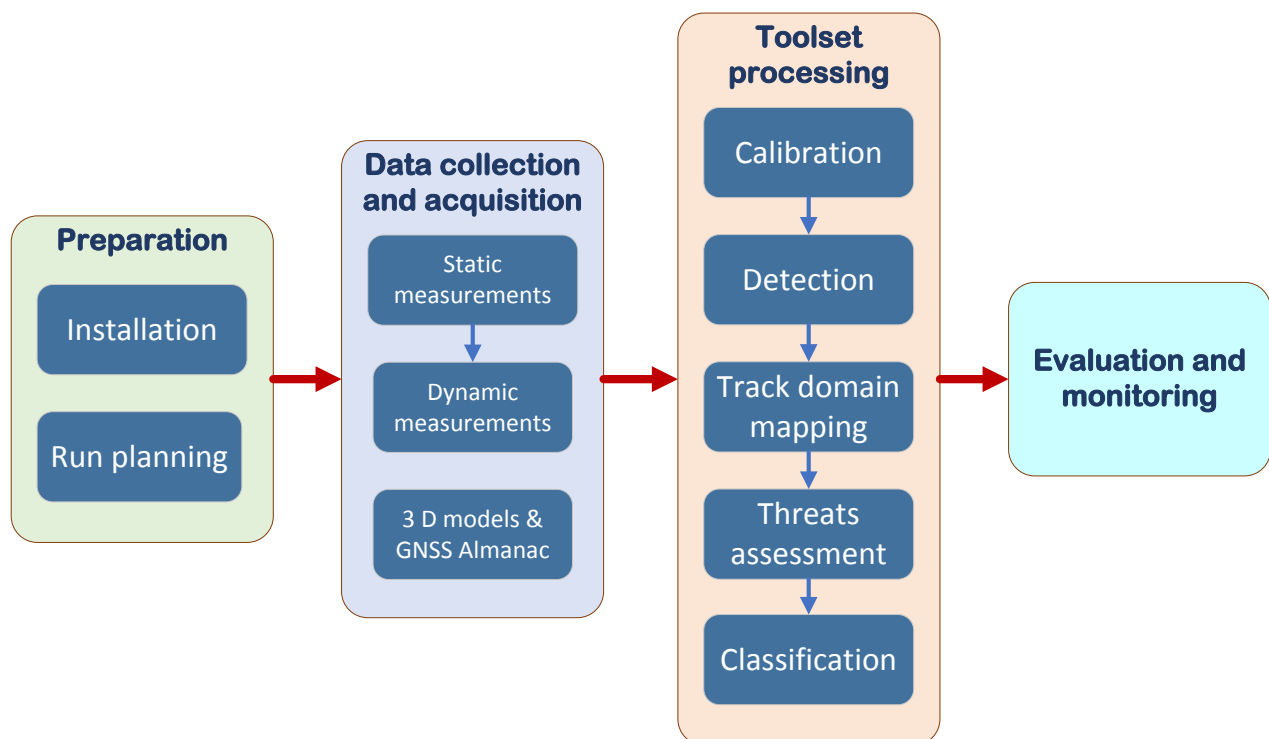 Preparation
Installation
Run planning
Data collection
and acquisition
Static
measurements
Dynamic
measurements
3 D models &
GNSS Almanac
Toolset
processing
Calibration
Detection
Track domain
mapping
Threats
assessment
Classification
Evaluation and
monitoring